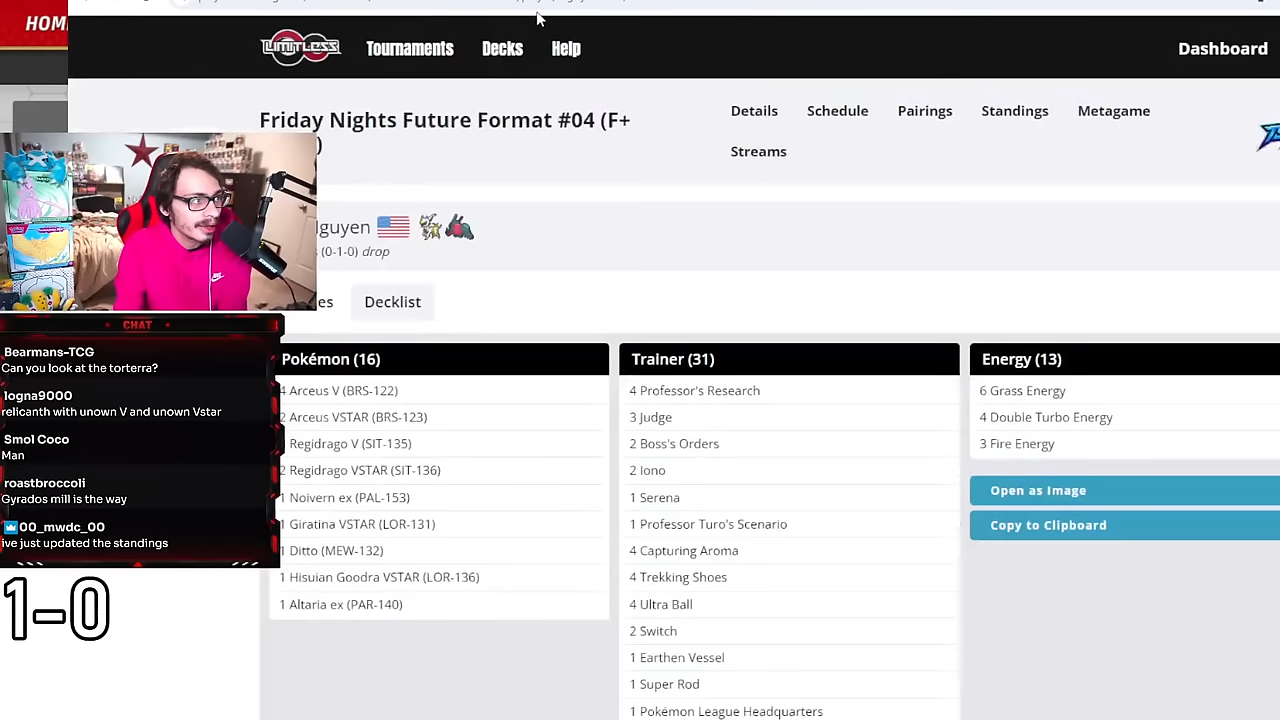 HOME
LIMITLESS
Tournaments
Decks
Help
Dashboard
Friday Nights Future Format #04 (F+
)
Details
Schedule
Pairings
Standings
Metagame
Streams
guyen
(0-1-0) drop
es
Decklist
Pokémon (16)
4 Arceus V (BRS-122)
2 Arceus VSTAR (BRS-123)
Regidrago V (SIT-135)
2 Regidrago VSTAR (SIT-136)
1 Noivern ex (PAL-153)
1 Giratina VSTAR (LOR-131)
1 Ditto (MEW-132)
1 Hisuian Goodra VSTAR (LOR-136)
1 Altaria ex (PAR-140)
Trainer (31)
4 Professor's Research
3 Judge
2 Boss's Orders
2 Iono
1 Serena
1 Professor Turo's Scenario
4 Capturing Aroma
4 Trekking Shoes
4 Ultra Ball
2 Switch
1 Earthen Vessel
1 Super Rod
1 Pokémon League Headquarters
Energy (13)
6 Grass Energy
4 Double Turbo Energy
3 Fire Energy
Open as Image
Copy to Clipboard
CHAT
Bearmans-TCG
Can you look at the torterra?
logna9000
relicanth with unown V and unown Vstar
Smol Coco
Man
roastbroccoli
Gyrados mill is the way
00_mwdc_00
ive just updated the standings
1-0